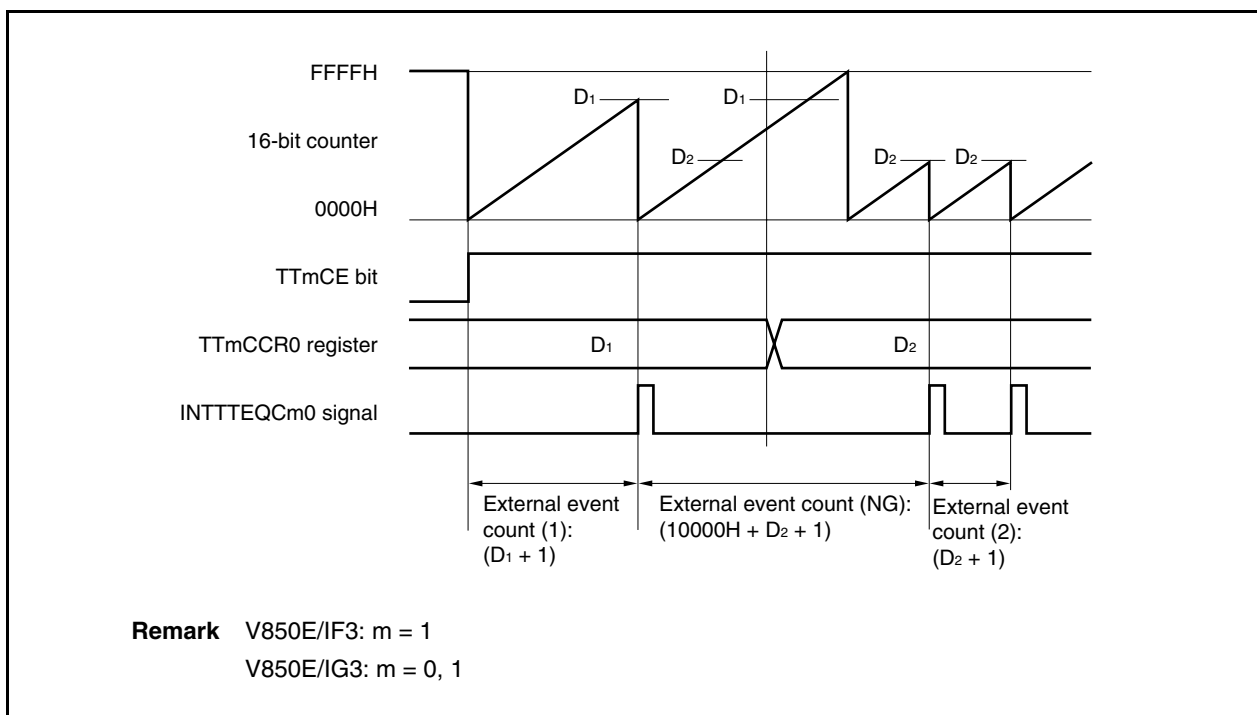 FFFFH
D1
D1
16-bit counter
D2
D2
D2
0000H
TTmCE bit
TTmCCR0 register
D1
D2
INTTTEQCm0 signal
External event
count (1):
(D1 + 1)
External event count (NG):
(10000H + D2 + 1)
External event
count (2):
(D2 + 1)
Remark V850E/IF3: m = 1
V850E/IG3: m = 0, 1